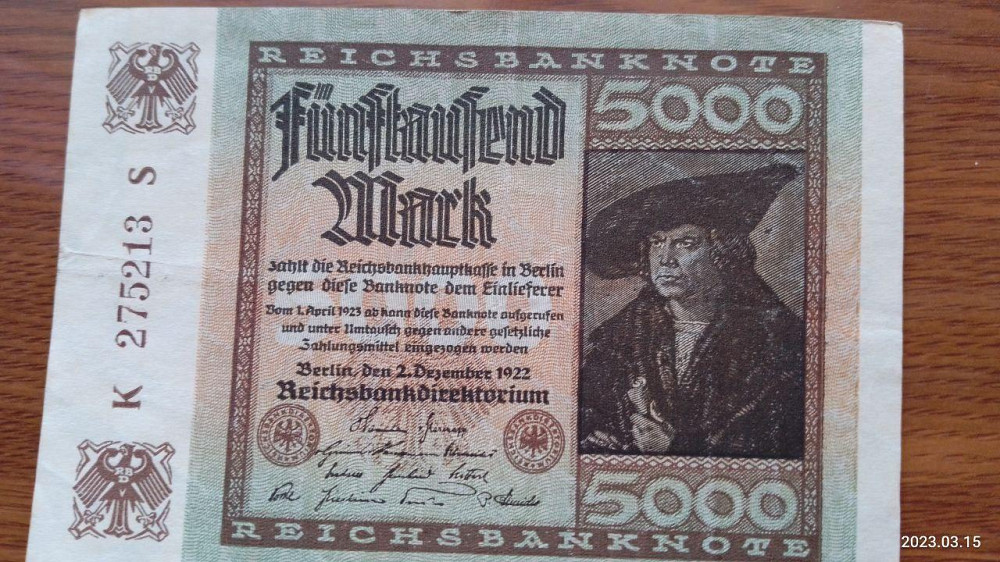 REICHSBANKNOTE
Fünftausend
Mark
5000
zahlt die Reichsbankhauptkasse in Berlin
gegen diese Banknote dem Einlieferer
Vom 1. April 1923 ab kann diese Banknote aufgerufen
und unter Umtausch gegen andere gesetzliche
Zahlungsmittel eingezogen werden
Berlin, den 2. Dezember 1922
Reichsbankdirektorium
5000
REICHSBANKNOTE
K 275213 S
2023.03.15